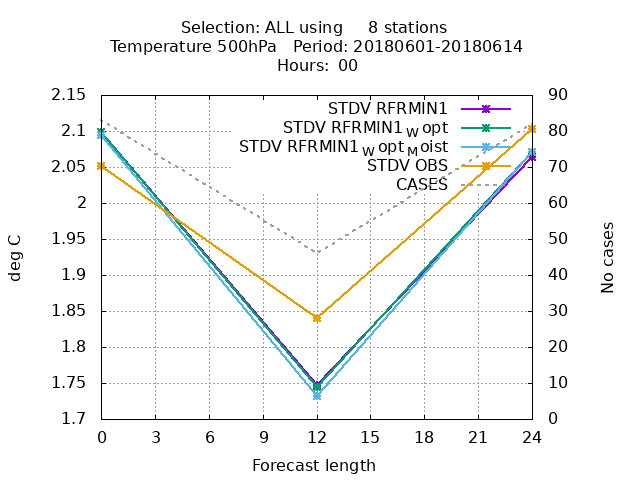 Selection: ALL using     8 stations
Temperature 500hPa   Period: 20180601-20180614
Hours:  00
STDV RFRMIN1
STDV RFRMIN1_W opt
STDV RFRMIN1_W opt_M oist
STDV OBS
CASES
2.15
2.1
2.05
2
1.95
1.9
1.85
1.8
1.75
1.7
deg C
90
80
70
60
50
40
30
20
10
0
No cases
0 3 6 9 12 15 18 21 24
Forecast length